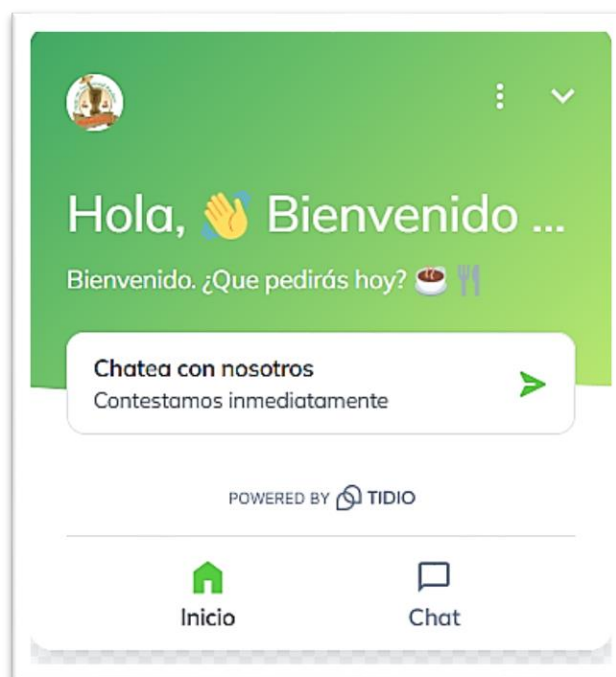 Hola, 👋 Bienvenido ...
Bienvenido. ¿Que pedirás hoy? ☕🍴
Chatea con nosotros
Contestamos inmediatamente
POWERED BY TIDIO
Inicio
Chat